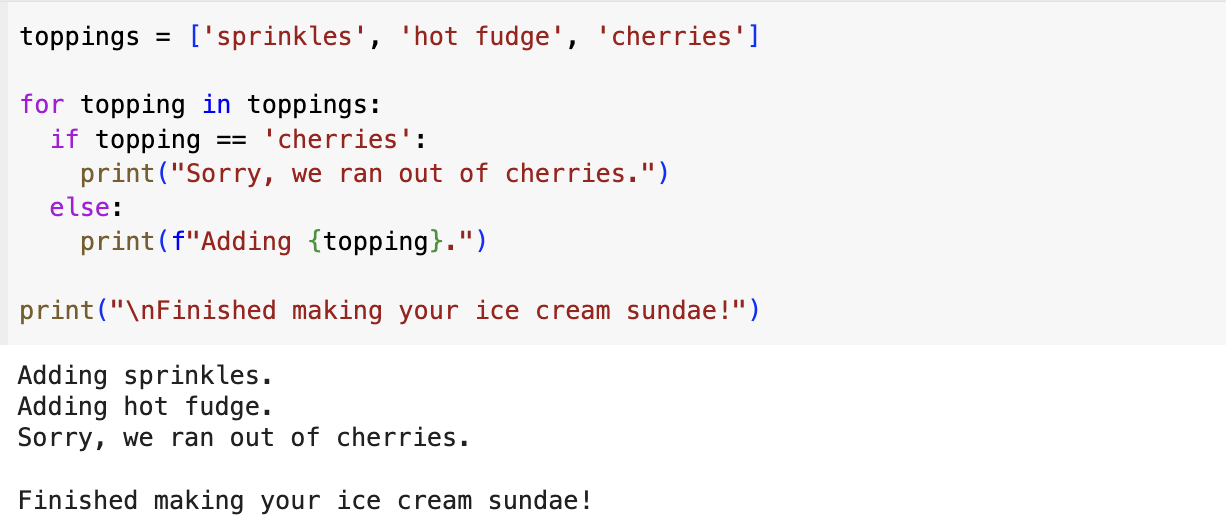 toppings = ['sprinkles', 'hot fudge', 'cherries']
for topping in toppings:
  if topping == 'cherries':
    print("Sorry, we ran out of cherries.")
  else:
    print(f"Adding {topping}.")
print("\nFinished making your ice cream sundae!")
Adding sprinkles.
Adding hot fudge.
Sorry, we ran out of cherries.
Finished making your ice cream sundae!